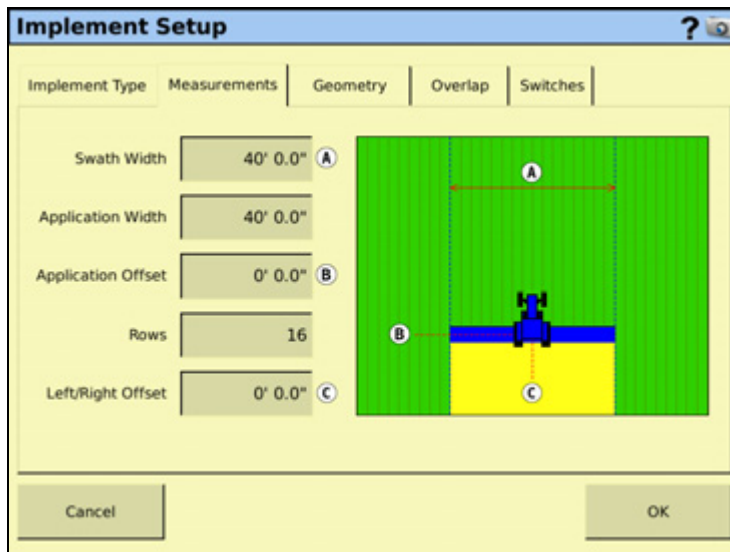 Implement Setup ?
Implement Type Measurements Geometry Overlap Switches
Swath Width 40' 0.0" A
Application Width 40' 0.0"
Application Offset 0' 0.0" B
Rows 16
Left/Right Offset 0' 0.0" C
A
B
C
Cancel OK